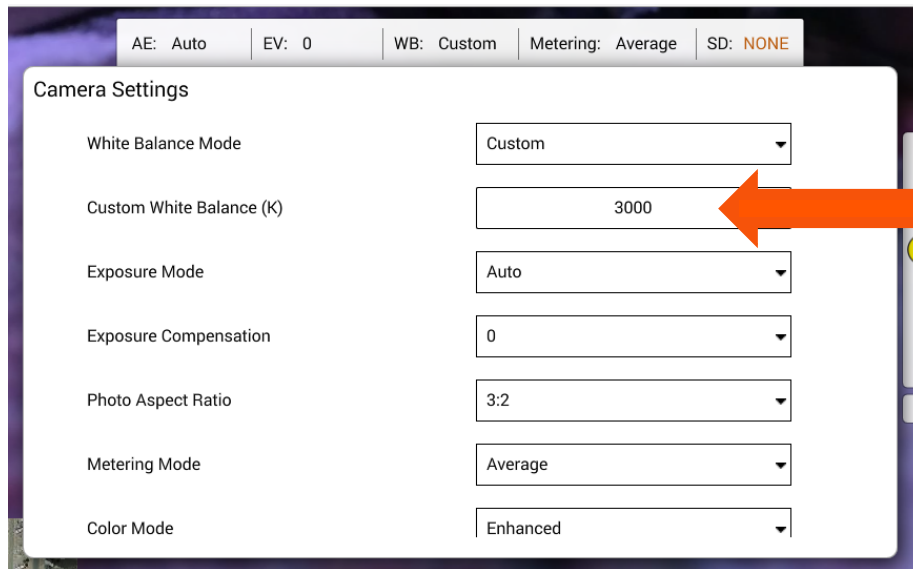 AE: Auto EV: 0 WB: Custom Metering: Average SD: NONE
Camera Settings
White Balance Mode Custom
Custom White Balance (K) 3000
Exposure Mode Auto
Exposure Compensation 0
Photo Aspect Ratio 3:2
Metering Mode Average
Color Mode Enhanced